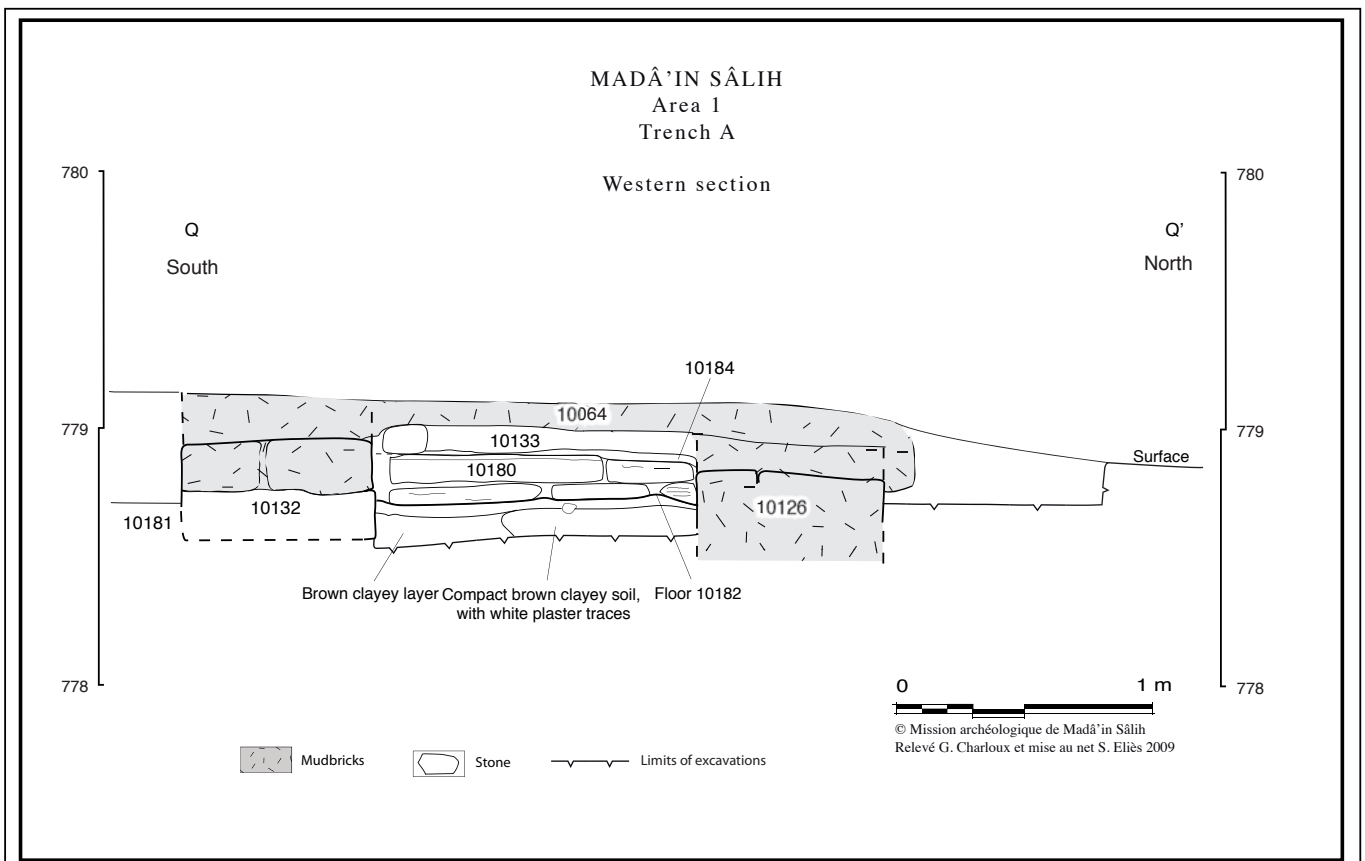 MADÂ’IN SÂLIH
Area 1
Trench A
Western section
780
780
Q
South
Q’
North
10184
10064
779
779
10133
Surface
10180
10126
10132
10181
Brown clayey layer
Compact brown clayey soil,
with white plaster traces
Floor 10182
778
778
0
1 m
© Mission archéologique de Madâ’in Sâlih
Relevé G. Charloux et mise au net S. Eliès 2009
Mudbricks
Stone
Limits of excavations